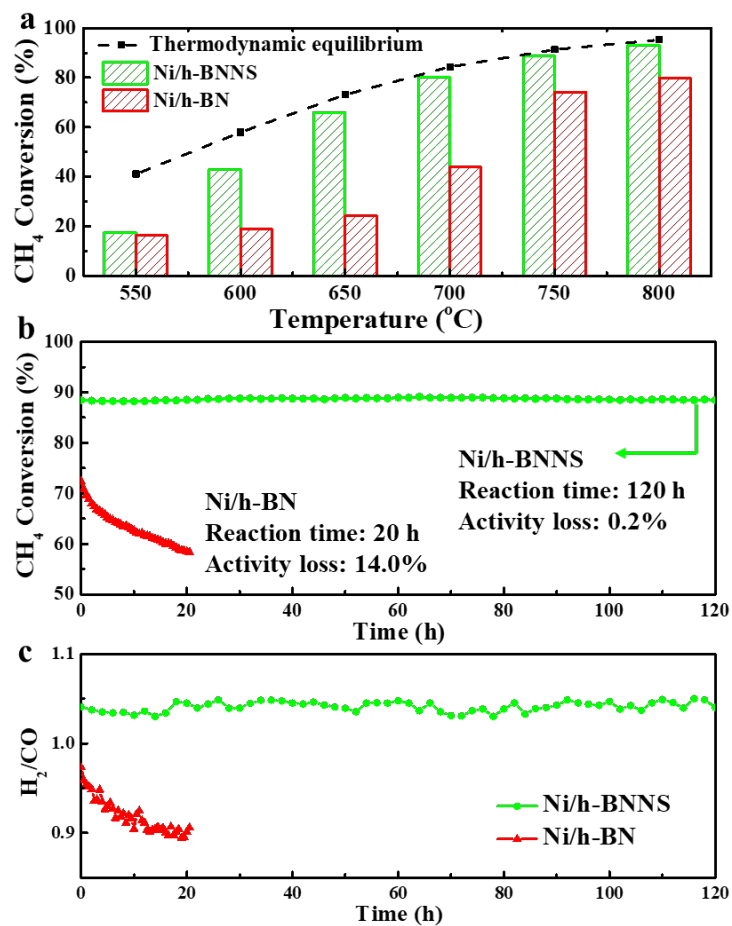 a
Thermodynamic equilibrium
Ni/h-BNNS
Ni/h-BN
CH₄ Conversion (%)
100
80
60
40
20
0
550 600 650 700 750 800
Temperature (°C)
b
CH₄ Conversion (%)
100
90
80
70
60
50
Ni/h-BN
Reaction time: 20 h
Activity loss: 14.0%
Ni/h-BNNS
Reaction time: 120 h
Activity loss: 0.2%
0 20 40 60 80 100 120
Time (h)
c
H₂/CO
1.1
1.0
0.9
Ni/h-BNNS
Ni/h-BN
0 20 40 60 80 100 120
Time (h)